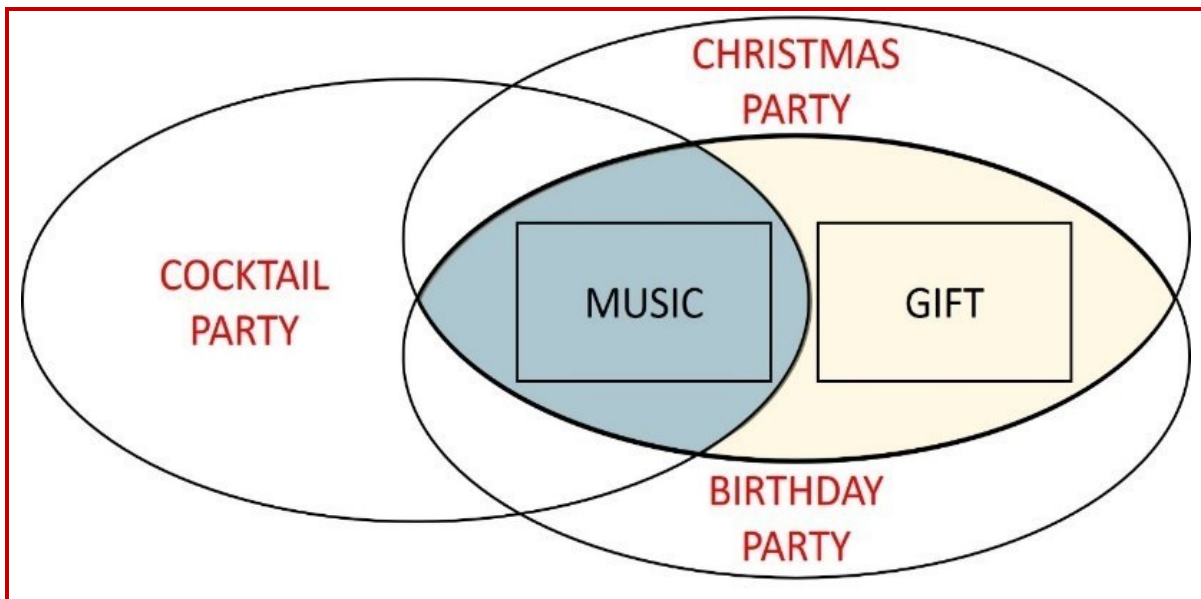 CHRISTMAS
PARTY
COCKTAIL
PARTY
MUSIC
GIFT
BIRTHDAY
PARTY